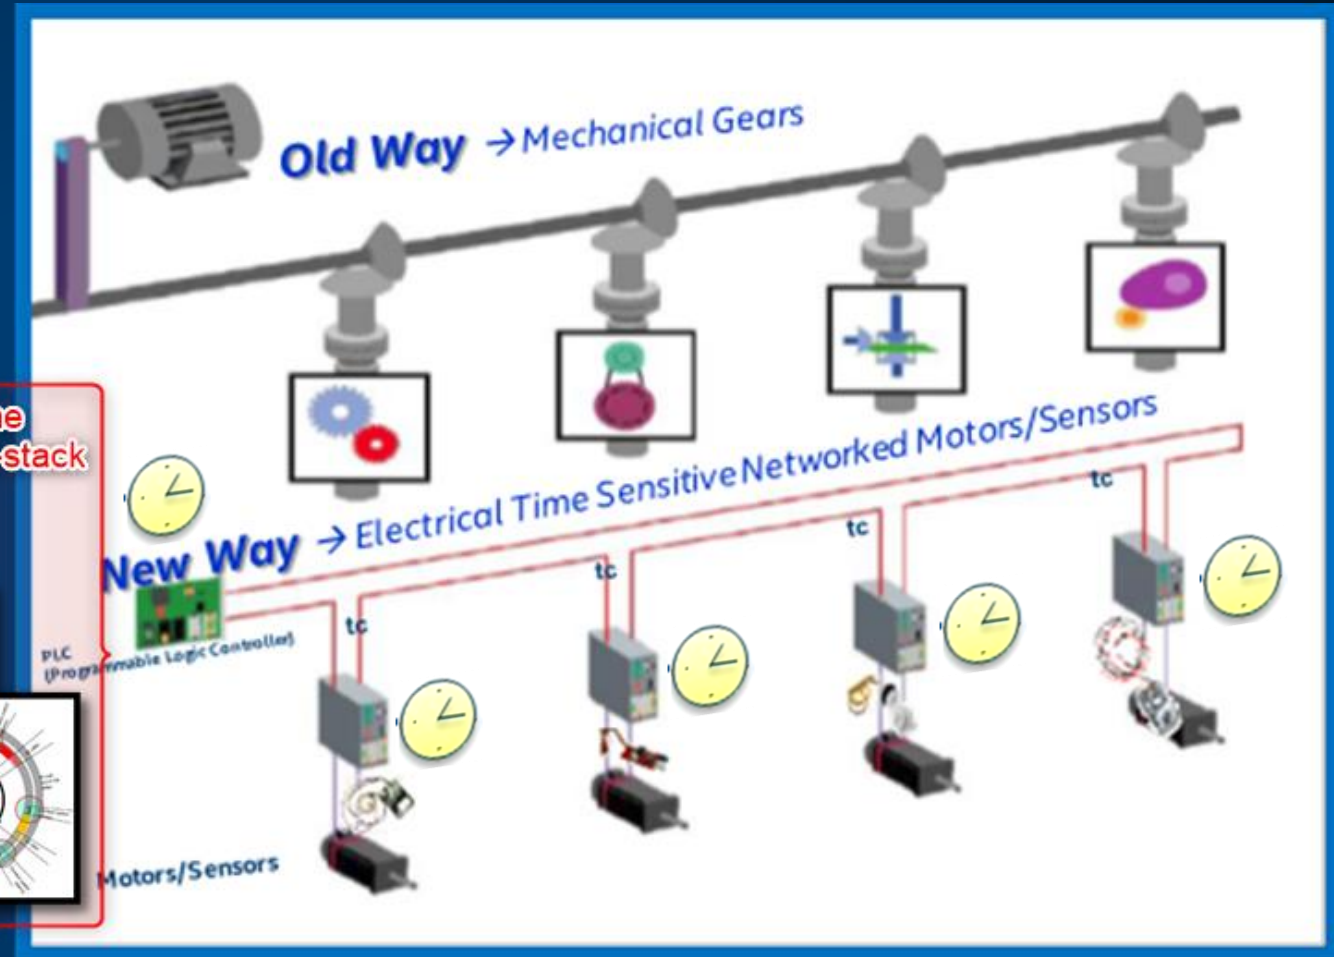 Old Way → Mechanical Gears
stack
New Way → Electrical Time Sensitive Networked Motors/Sensors
tc
tc
tc
tc
PLC
(Programmable Logic Controller)
Motors/Sensors